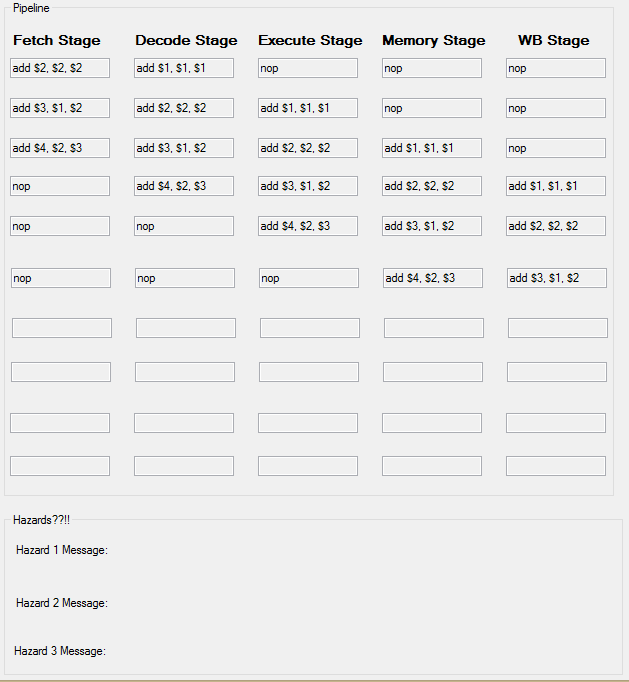 Pipeline
Fetch Stage Decode Stage Execute Stage Memory Stage WB Stage
add $2, $2, $2 add $1, $1, $1 nop nop nop
add $3, $1, $2 add $2, $2, $2 add $1, $1, $1 nop nop
add $4, $2, $3 add $3, $1, $2 add $2, $2, $2 add $1, $1, $1 nop
nop add $4, $2, $3 add $3, $1, $2 add $2, $2, $2 add $1, $1, $1
nop nop add $4, $2, $3 add $3, $1, $2 add $2, $2, $2
nop nop nop add $4, $2, $3 add $3, $1, $2
Hazards??!!
Hazard 1 Message:
Hazard 2 Message:
Hazard 3 Message: